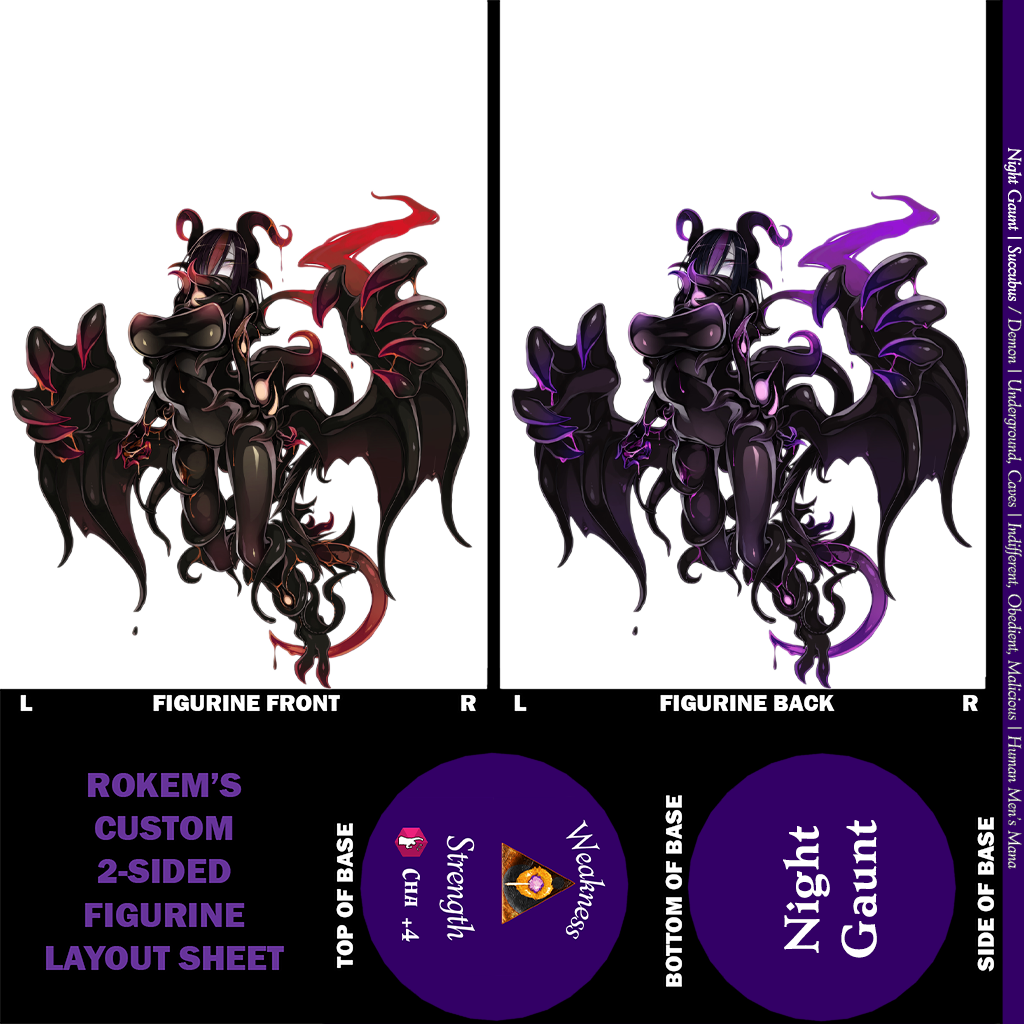 L FIGURINE FRONT R
L FIGURINE BACK R
ROKEM'S
CUSTOM
2-SIDED
FIGURINE
LAYOUT SHEET
TOP OF BASE
Weakness
Strength
CHA +4
BOTTOM OF BASE
Night
Gaunt
SIDE OF BASE
Night Gaunt | Succubus / Demon | Underground, Caves | Indifferent, Obedient, Malicious | Human Men's Mana